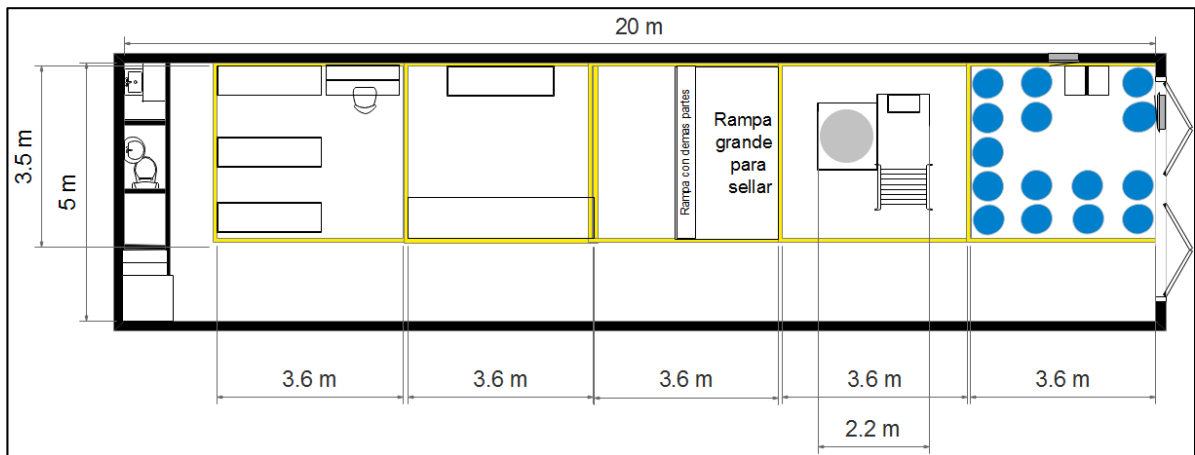 20 m
3.5 m
5 m
Rampa con demas partes
Rampa
grande
para
sellar
3.6 m
3.6 m
3.6 m
3.6 m
3.6 m
2.2 m